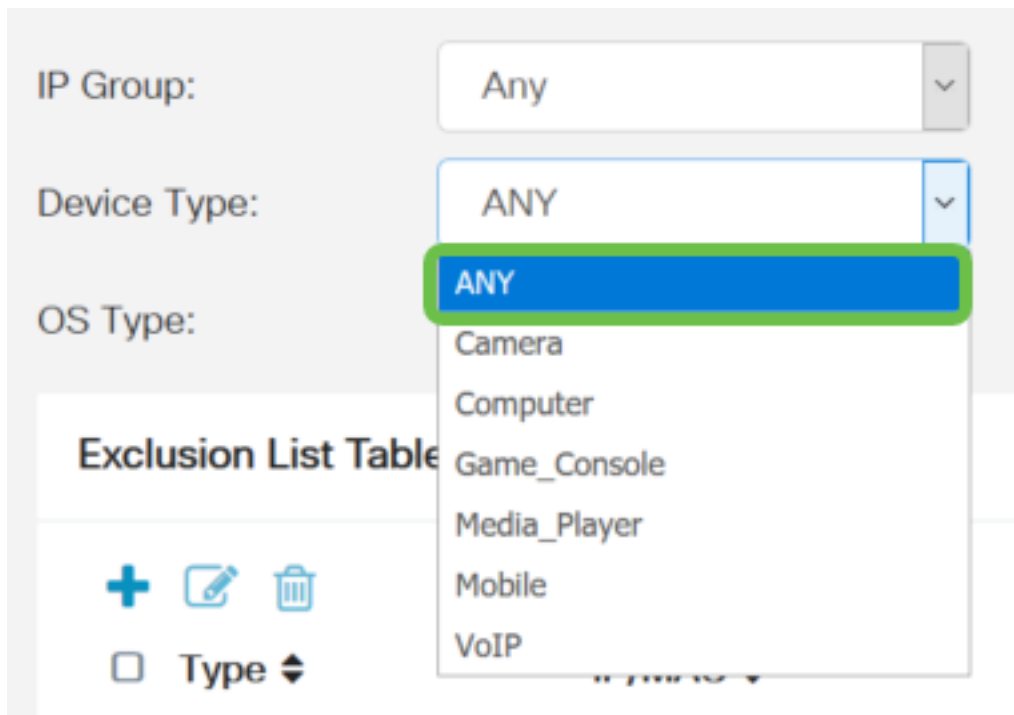 IP Group:
Any
Device Type:
ANY
ANY
OS Type:
Camera
Computer
Exclusion List Table
Game_Console
Media_Player
Mobile
VoIP
Type